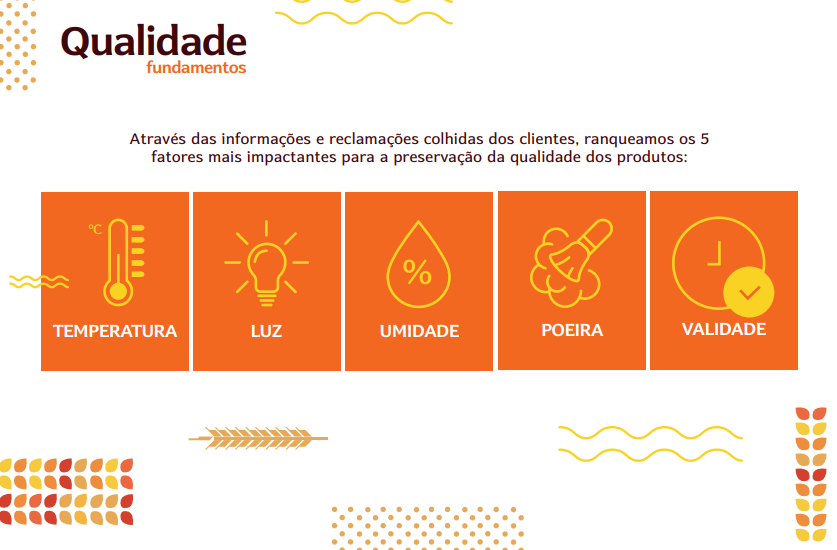 Qualidade
fundamentos
Através das informações e reclamações colhidas dos clientes, ranqueamos os 5
fatores mais impactantes para a preservação da qualidade dos produtos:
°C
%
TEMPERATURA
LUZ
UMIDADE
POEIRA
VALIDADE